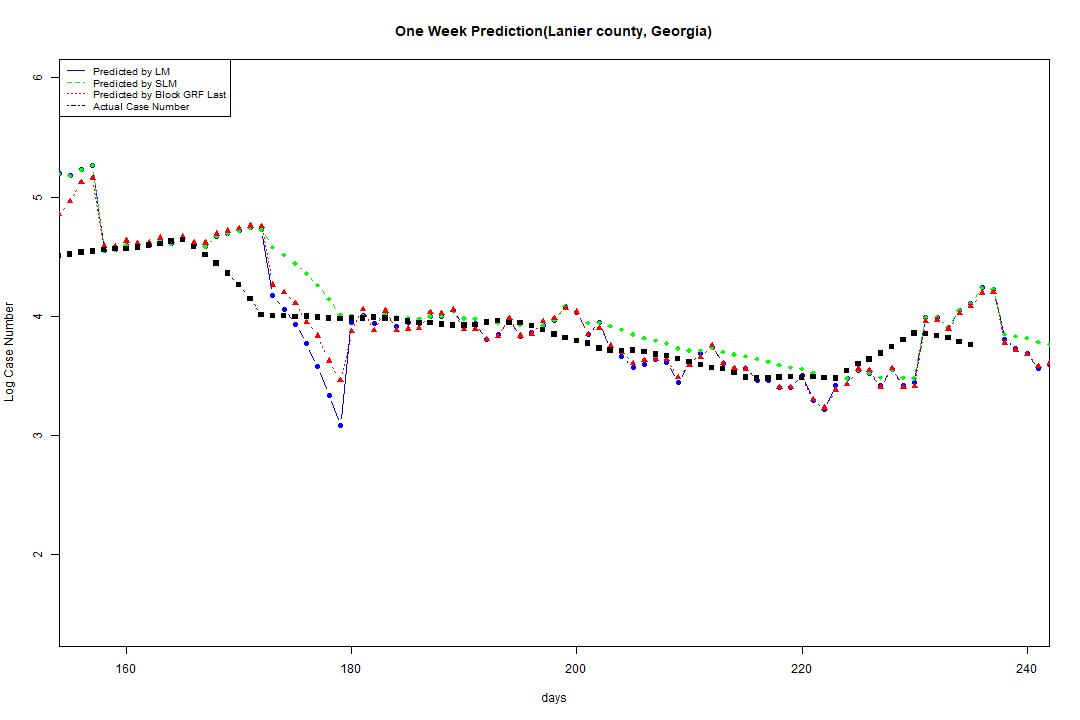 One Week Prediction(Lanier county, Georgia)
Predicted by LM
Predicted by SLM
Predicted by Block GRF Last
Actual Case Number
6
5
4
3
2
Log Case Number
160
180
200
220
240
days